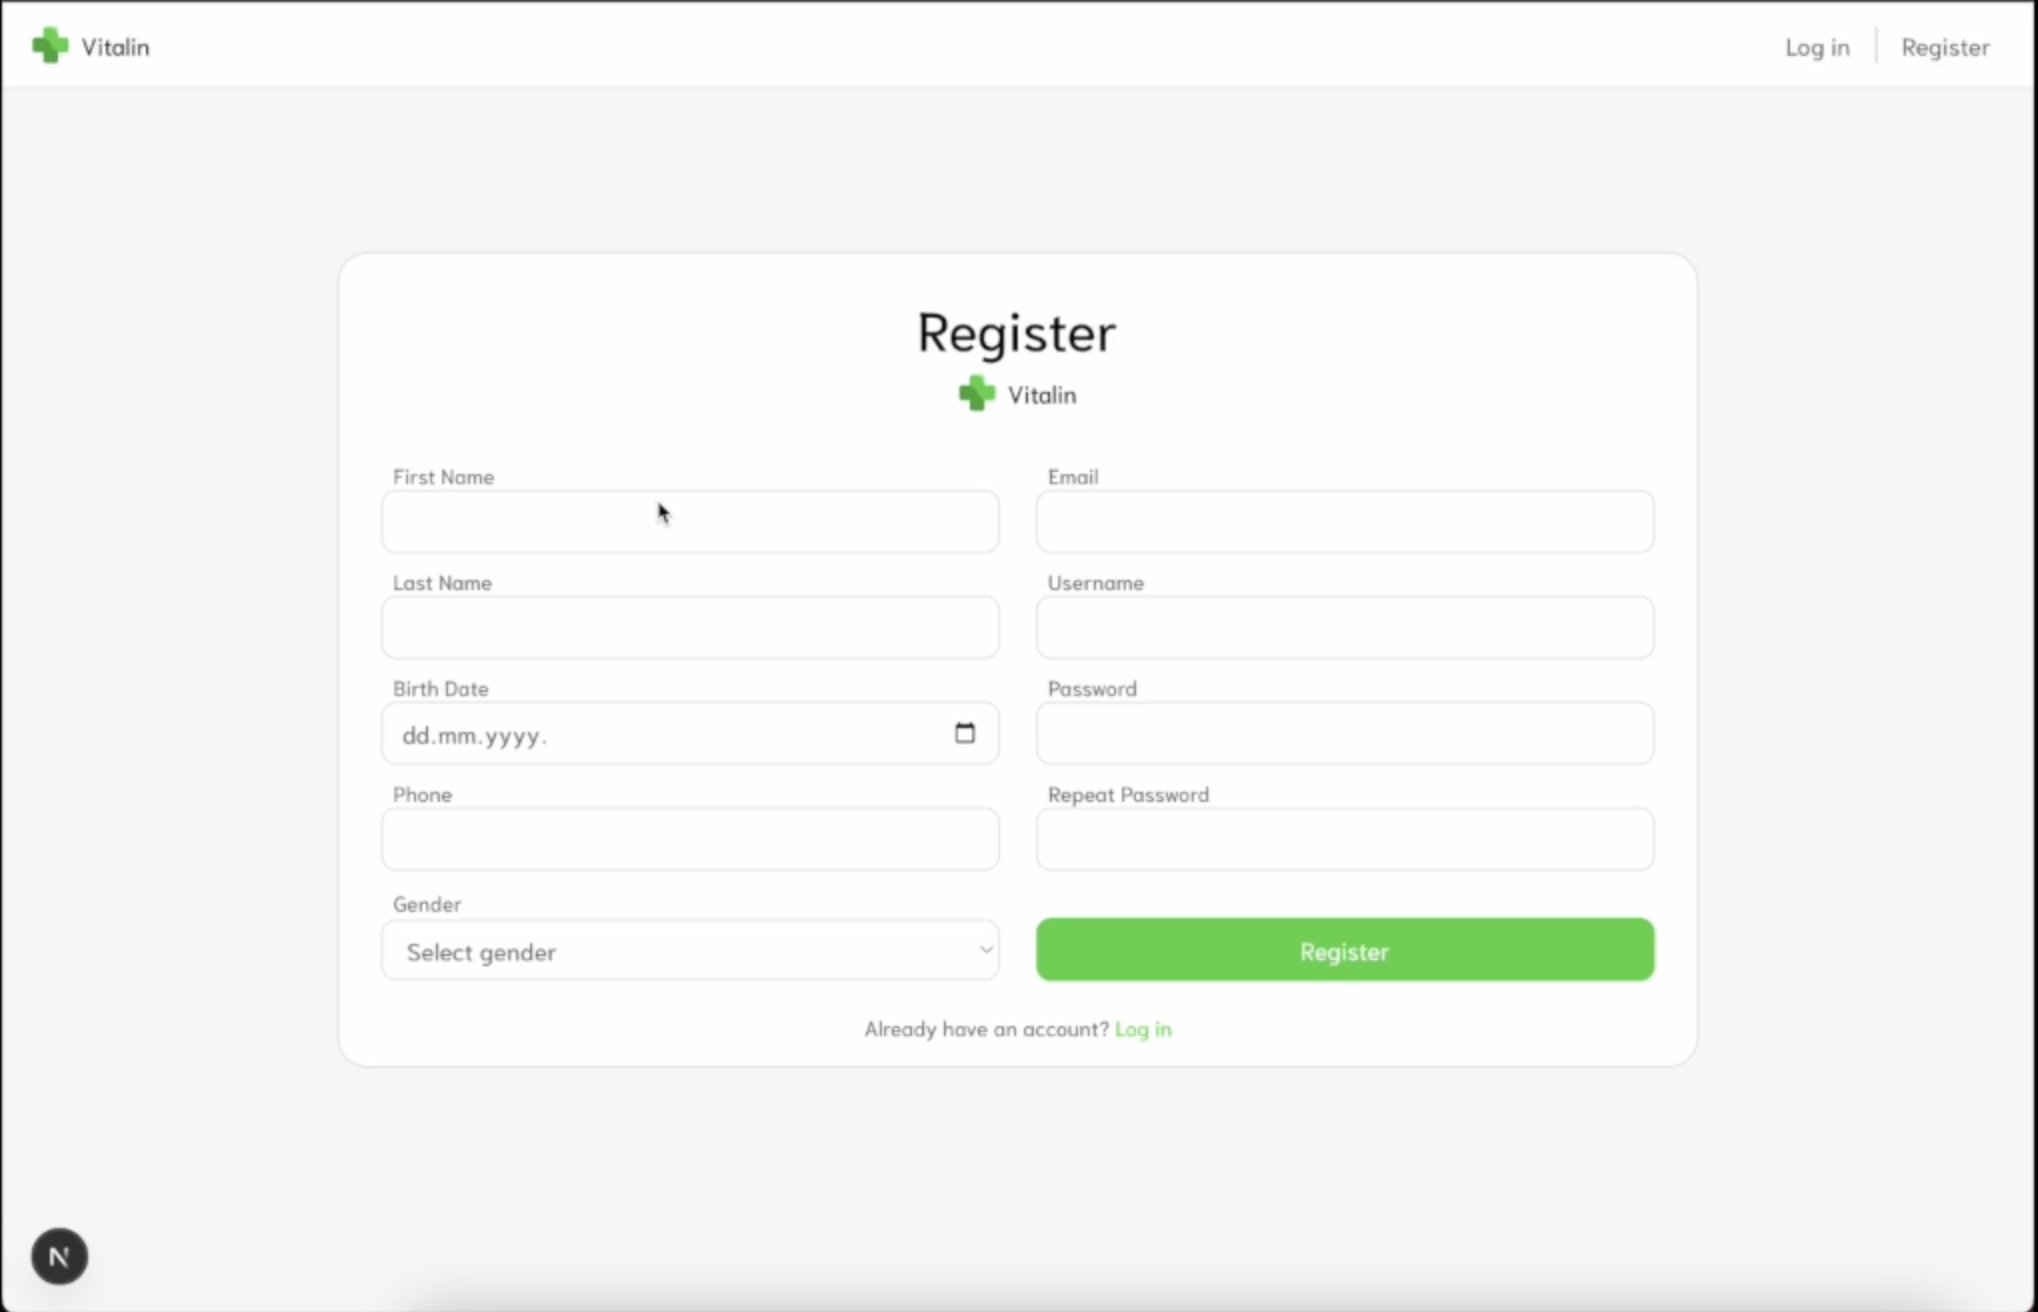 Vitalin
Log in
Register
Register
Vitalin
First Name
Email
Last Name
Username
Birth Date
dd.mm.yyyy.
Password
Phone
Repeat Password
Gender
Select gender
Register
Already have an account? Log in
N